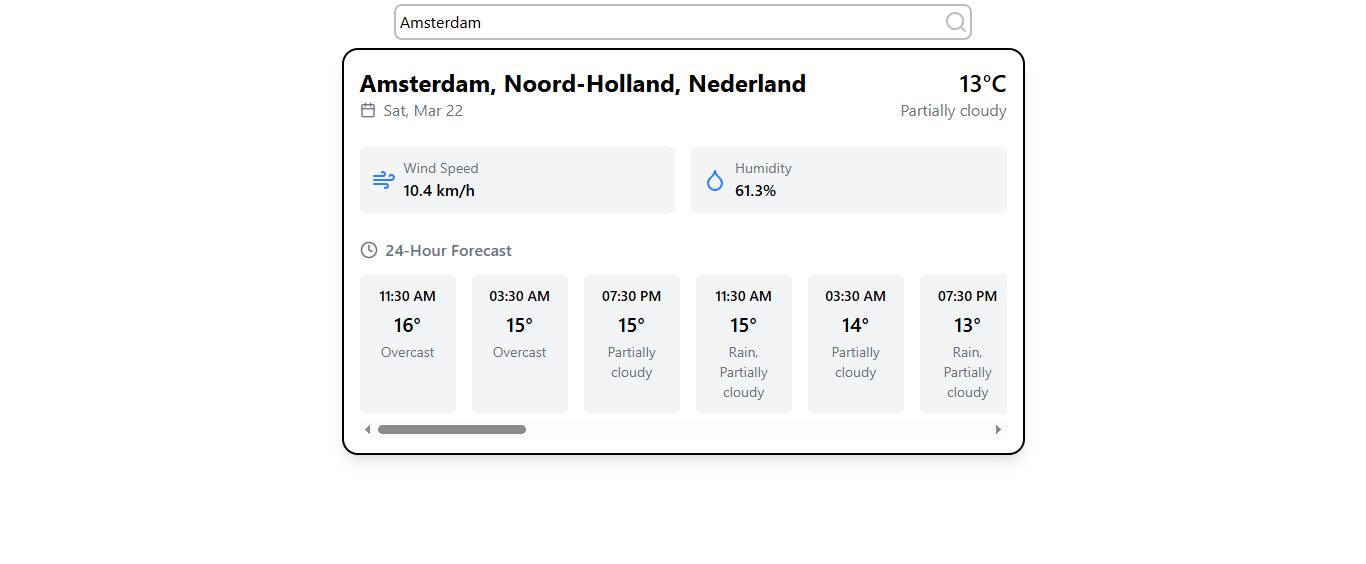 Amsterdam
Amsterdam, Noord-Holland, Nederland 13°C
Sat, Mar 22 Partially cloudy
Wind Speed
10.4 km/h
Humidity
61.3%
24-Hour Forecast
11:30 AM
16°
Overcast
03:30 AM
15°
Overcast
07:30 PM
15°
Partially
cloudy
11:30 AM
15°
Rain,
Partially
cloudy
03:30 AM
14°
Partially
cloudy
07:30 PM
13°
Rain,
Partially
cloudy